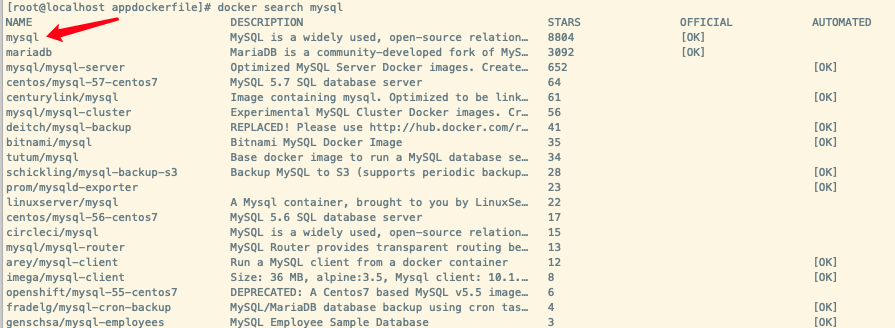 [root@localhost appdockerfile]# docker search mysql
NAME DESCRIPTION STARS OFFICIAL AUTOMATED
mysql MySQL is a widely used, open-source relation… 8804 [OK]
mariadb MariaDB is a community-developed fork of MyS… 3092 [OK]
mysql/mysql-server Optimized MySQL Server Docker images. Create… 652 [OK]
centos/mysql-57-centos7 MySQL 5.7 SQL database server 64
centurylink/mysql Image containing mysql. Optimized to be link… 61 [OK]
mysql/mysql-cluster Experimental MySQL Cluster Docker images. Cr… 56
deitch/mysql-backup REPLACED! Please use http://hub.docker.com/r… 41 [OK]
bitnami/mysql Bitnami MySQL Docker Image 35 [OK]
tutum/mysql Base docker image to run a MySQL database se… 34
schickling/mysql-backup-s3 Backup MySQL to S3 (supports periodic backup… 28 [OK]
prom/mysqld-exporter 23 [OK]
linuxserver/mysql A Mysql container, brought to you by LinuxSe… 22
centos/mysql-56-centos7 MySQL 5.6 SQL database server 17
circleci/mysql MySQL is a widely used, open-source relation… 15
mysql/mysql-router MySQL Router provides transparent routing be… 13
arey/mysql-client Run a MySQL client from a docker container 12 [OK]
imega/mysql-client Size: 36 MB, alpine:3.5, Mysql client: 10.1.… 8 [OK]
openshift/mysql-55-centos7 DEPRECATED: A Centos7 based MySQL v5.5 image… 6
fradelg/mysql-cron-backup MySQL/MariaDB database backup using cron tas… 4 [OK]
genschsa/mysql-employees MySQL Employee Sample Database 3 [OK]